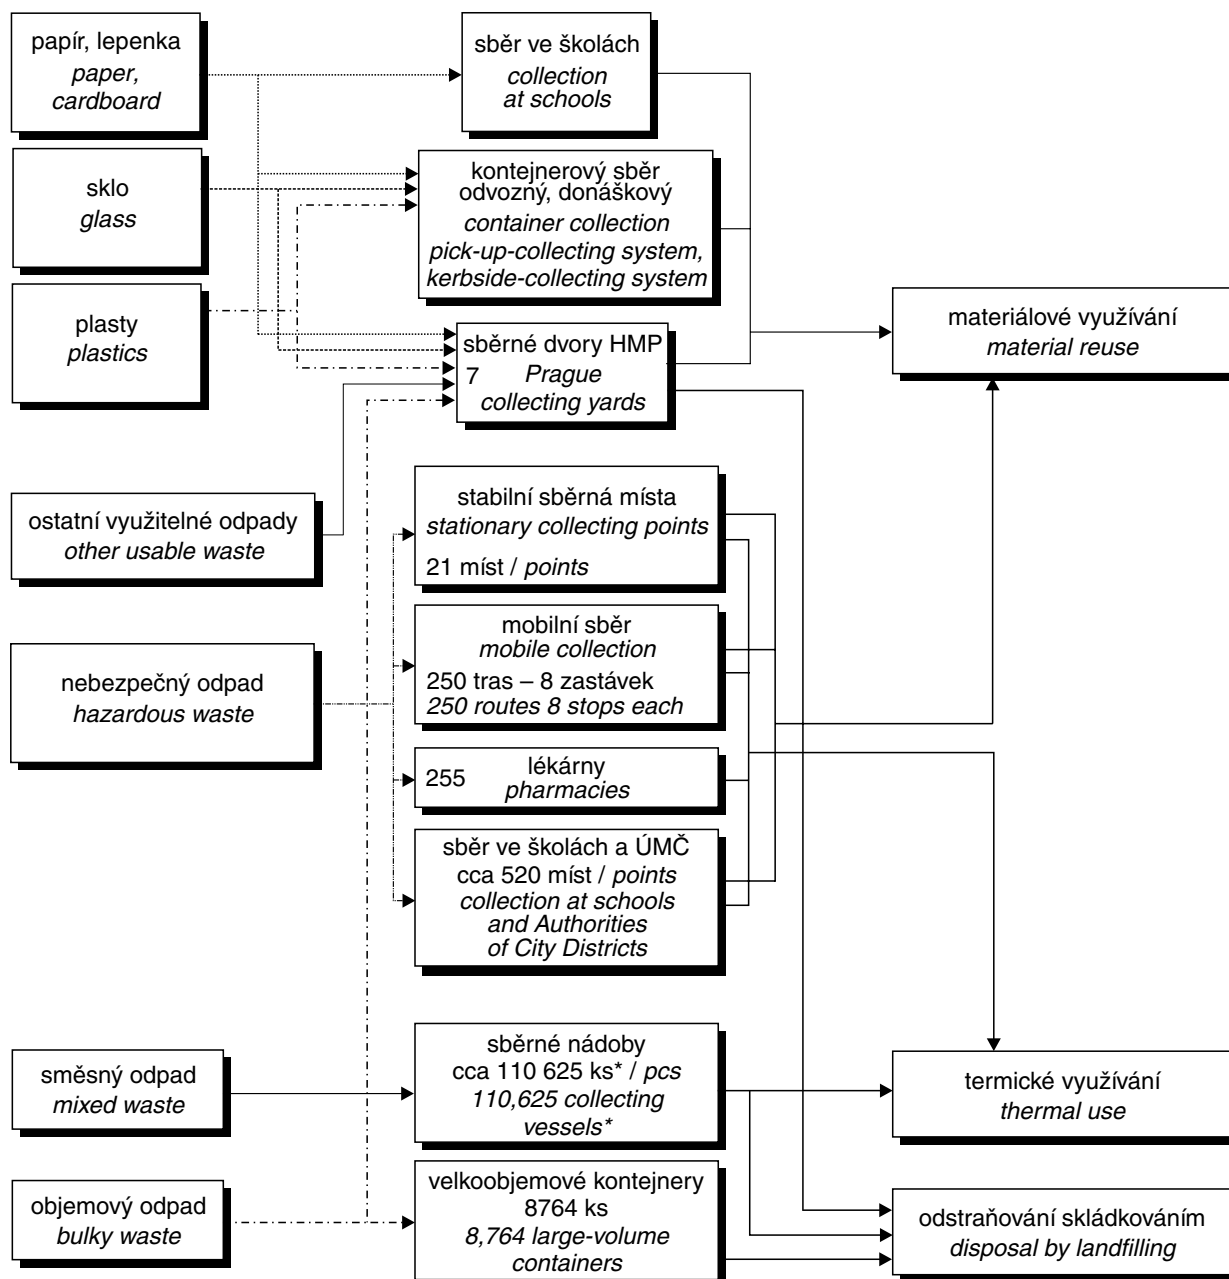 papír, lepenka
paper,
cardboard
sběr ve školách
collection
at schools
sklo
glass
kontejnerový sběr
odvozný, donáškový
container collection
pick-up-collecting system,
kerbside-collecting system
plasty
plastics
sběrné dvory HMP
7 Prague
collecting yards
materiálové využívání
material reuse
ostatní využitelné odpady
other usable waste
stabilní sběrná místa
stationary collecting points
21 míst / points
nebezpečný odpad
hazardous waste
mobilní sběr
mobile collection
250 tras – 8 zastávek
250 routes 8 stops each
255 lékárny
pharmacies
sběr ve školách a ÚMČ
cca 520 míst / points
collection at schools
and Authorities
of City Districts
směsný odpad
mixed waste
sběrné nádoby
cca 110 625 ks* / pcs
110,625 collecting
vessels*
termické využívání
thermal use
objemový odpad
bulky waste
velkoobjemové kontejnery
8764 ks
8,764 large-volume
containers
odstraňování skládkováním
disposal by landfilling